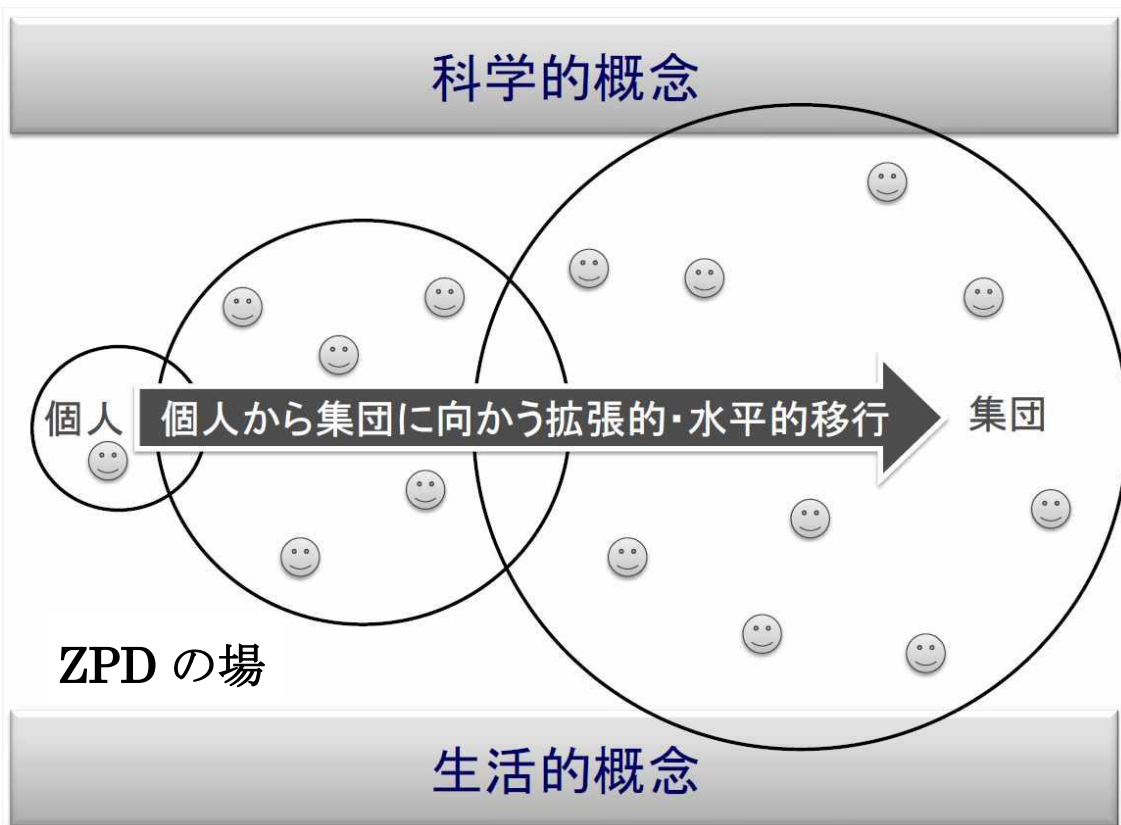 科学的概念
個人
個人から集団に向かう拡張的・水平的移行
集団
ZPD の場
生活的概念